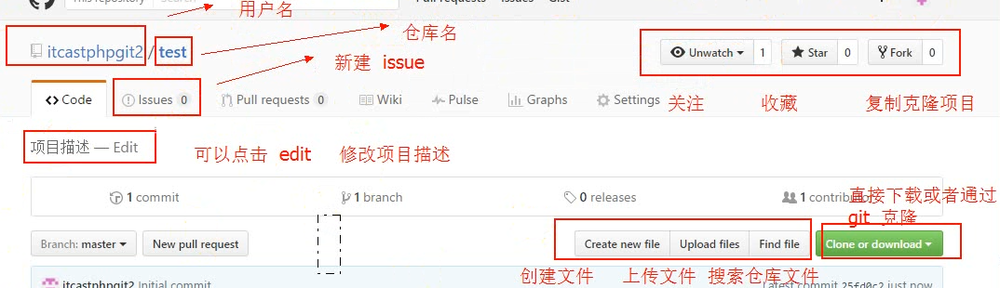 This repository Search Pull requests Issues Gist
用户名
仓库名
itcastphpgit2 / test
新建 issue
Unwatch 1 Star 0 Fork 0
Code Issues 0 Pull requests 0 Wiki Pulse Graphs Settings
关注 收藏 复制克隆项目
项目描述 — Edit
可以点击 edit 修改项目描述
1 commit 1 branch 0 releases 1 contributor
直接下载或者通过
git 克隆
Branch: master New pull request Create new file Upload files Find file Clone or download
创建文件 上传文件 搜索仓库文件
itcastphpgit2 Initial commit Latest commit 25fd0c2 just now